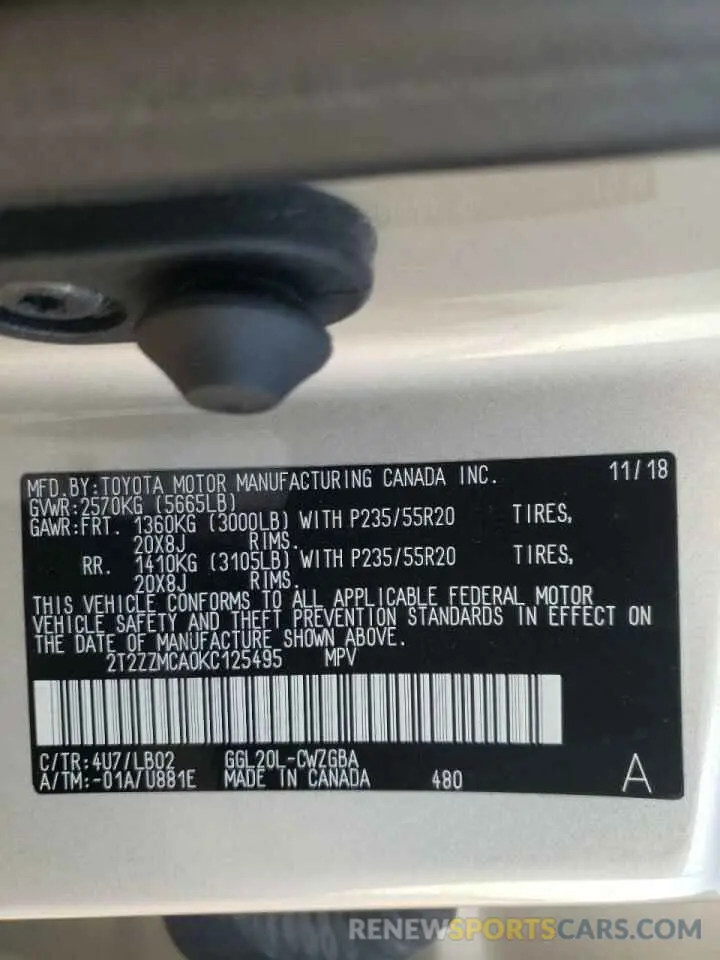 MFD.BY:TOYOTA MOTOR MANUFACTURING CANADA INC. 11/18
GVWR:2570KG (5665LB)
GAWR:FRT. 1360KG (3000LB) WITH P235/55R20 TIRES,
20X8J RIMS.
RR. 1410KG (3105LB) WITH P235/55R20 TIRES,
20X8J RIMS.
THIS VEHICLE CONFORMS TO ALL APPLICABLE FEDERAL MOTOR
VEHICLE SAFETY AND THEFT PREVENTION STANDARDS IN EFFECT ON
THE DATE OF MANUFACTURE SHOWN ABOVE.
2T2ZZMCA0KC125495 MPV
C/TR:4U7/LB02 GGL20L-CWZGBA
A/TM:-01A/U881E MADE IN CANADA 480 A
RENEWSPORTSCARS.COM